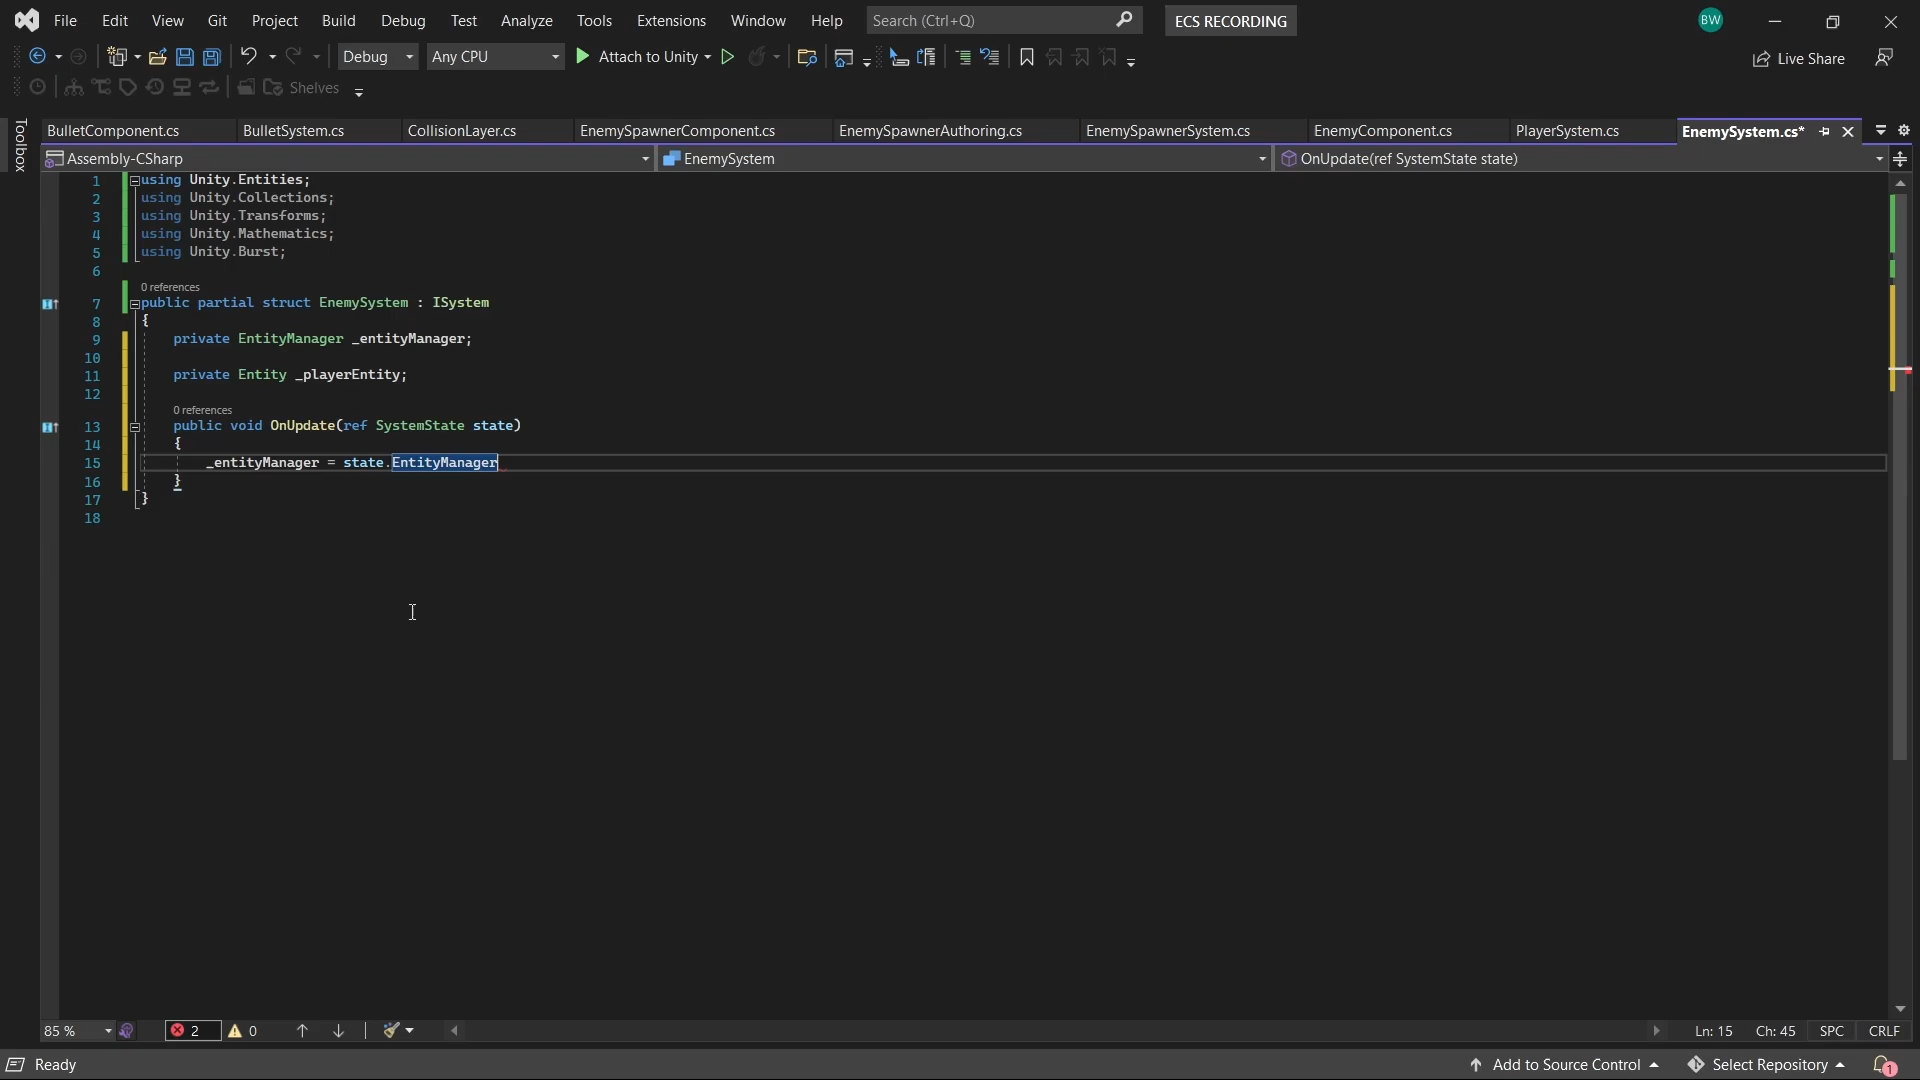 File Edit View Git Project Build Debug Test Analyze Tools Extensions Window Help Search (Ctrl+Q) ECS RECORDING BW
Debug Any CPU Attach to Unity Live Share
Shelves
Toolbox
BulletComponent.cs BulletSystem.cs CollisionLayer.cs EnemySpawnerComponent.cs EnemySpawnerAuthoring.cs EnemySpawnerSystem.cs EnemyComponent.cs PlayerSystem.cs EnemySystem.cs*
Assembly-CSharp EnemySystem OnUpdate(ref SystemState state)
1 using Unity.Entities;
2 using Unity.Collections;
3 using Unity.Transforms;
4 using Unity.Mathematics;
5 using Unity.Burst;
6
0 references
7 public partial struct EnemySystem : ISystem
8 {
9 private EntityManager _entityManager;
10
11 private Entity _playerEntity;
12
0 references
13 public void OnUpdate(ref SystemState state)
14 {
15 _entityManager = state.EntityManager
16 }
17 }
18
85 % 2 0 Ln: 15 Ch: 45 SPC CRLF
Ready Add to Source Control Select Repository 1